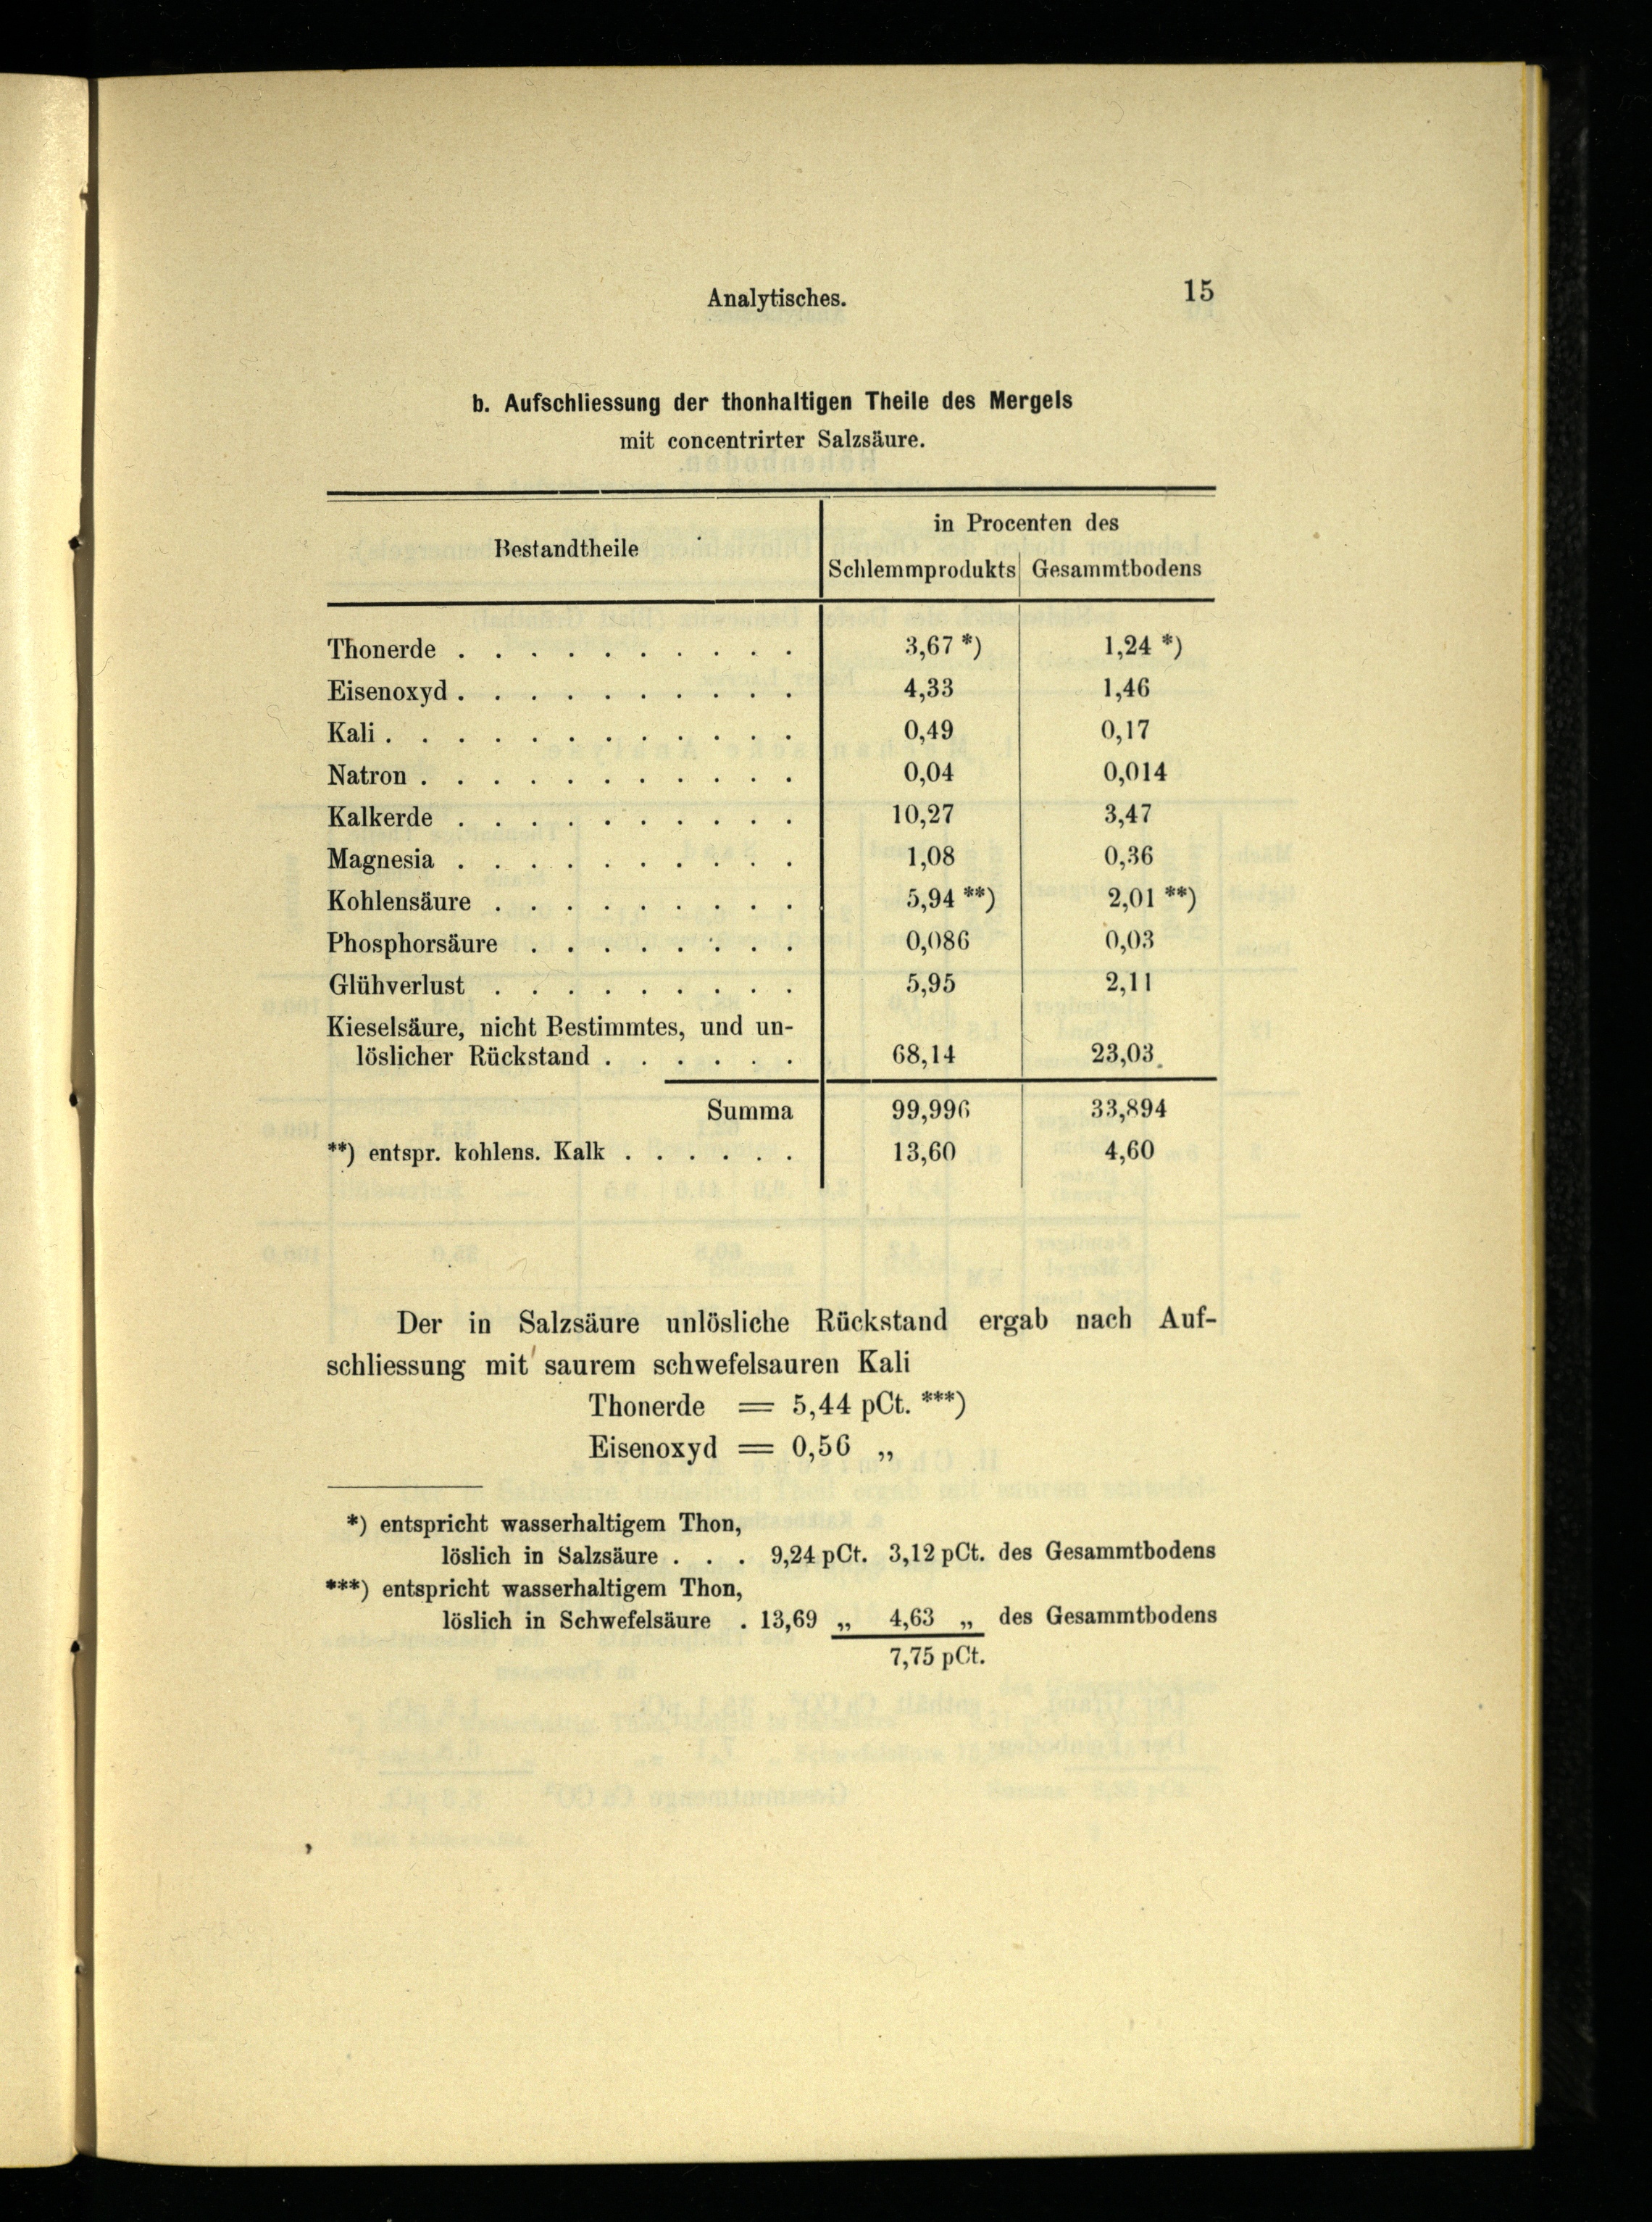 Analytisches. 15
b. Aufschliessung der thonhaltigen Theile des Mergels
mit concentrirter Salzsäure.
Bestandtheile in Procenten des
Schlemmprodukts Gesammtbodens
Thonerde . . . . . . . . . . 3,67 *) 1,24 *)
Eisenoxyd . . . . . . . . . . 4,33 1,46
Kali . . . . . . . . . . . . 0,49 0,17
Natron . . . . . . . . . . . 0,04 0,014
Kalkerde . . . . . . . . . . 10,27 3,47
Magnesia . . . . . . . . . . 1,08 0,36
Kohlensäure . . . . . . . . . 5,94 **) 2,01 **)
Phosphorsäure . . . . . . . . 0,086 0,03
Glühverlust . . . . . . . . . 5,95 2,11
Kieselsäure, nicht Bestimmtes, und un-
löslicher Rückstand . . . . . . 68,14 23,03
Summa 99,996 33,894
**) entspr. kohlens. Kalk . . . . . . 13,60 4,60
Der in Salzsäure unlösliche Rückstand ergab nach Auf-
schliessung mit saurem schwefelsauren Kali
Thonerde = 5,44 pCt. ***)
Eisenoxyd = 0,56 „
*) entspricht wasserhaltigem Thon,
löslich in Salzsäure . . . 9,24 pCt. 3,12 pCt. des Gesammtbodens
***) entspricht wasserhaltigem Thon,
löslich in Schwefelsäure . 13,69 „ 4,63 „ des Gesammtbodens
7,75 pCt.